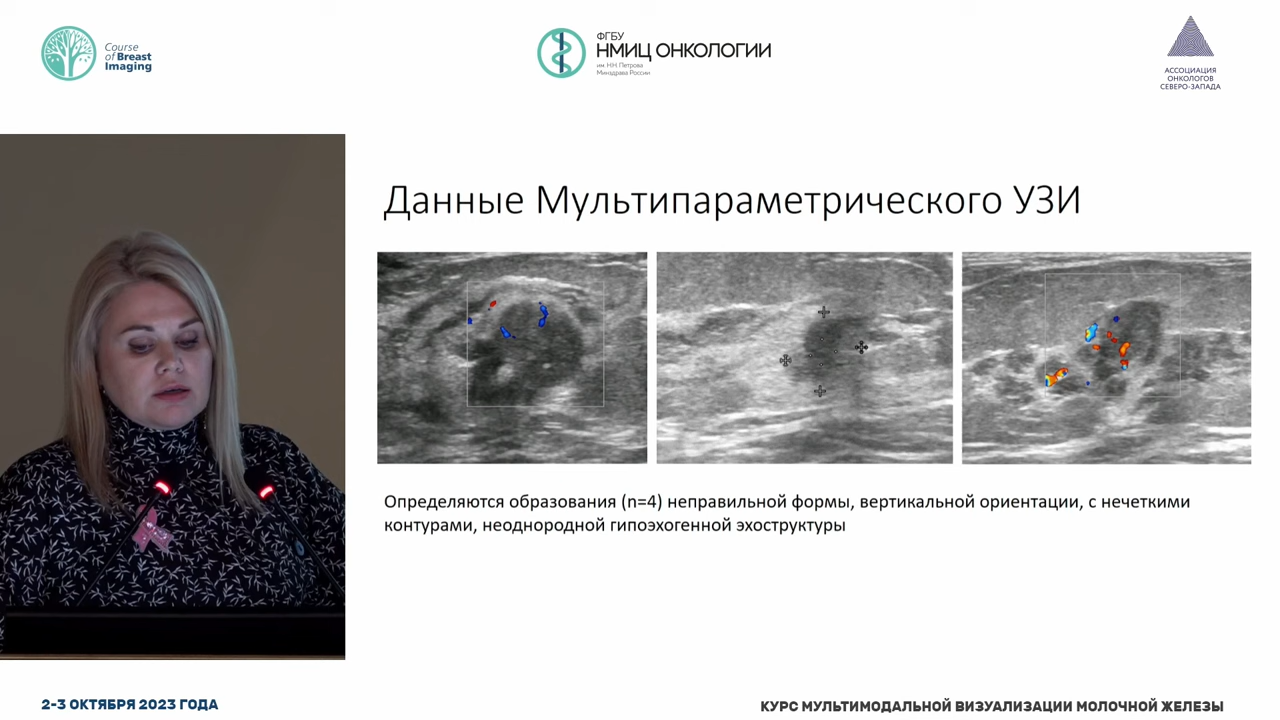 Course
of Breast
Imaging
ФГБУ
НМИЦ ОНКОЛОГИИ
им. Н.Н. Петрова
Минздрава России
АССОЦИАЦИЯ
ОНКОЛОГОВ
СЕВЕРО-ЗАПАДА
Данные Мультипараметрического УЗИ
Определяются образования (n=4) неправильной формы, вертикальной ориентации, с нечеткими
контурами, неоднородной гипоэхогенной эхоструктуры
2-3 ОКТЯБРЯ 2023 ГОДА
КУРС МУЛЬТИМОДАЛЬНОЙ ВИЗУАЛИЗАЦИИ МОЛОЧНОЙ ЖЕЛЕЗЫ